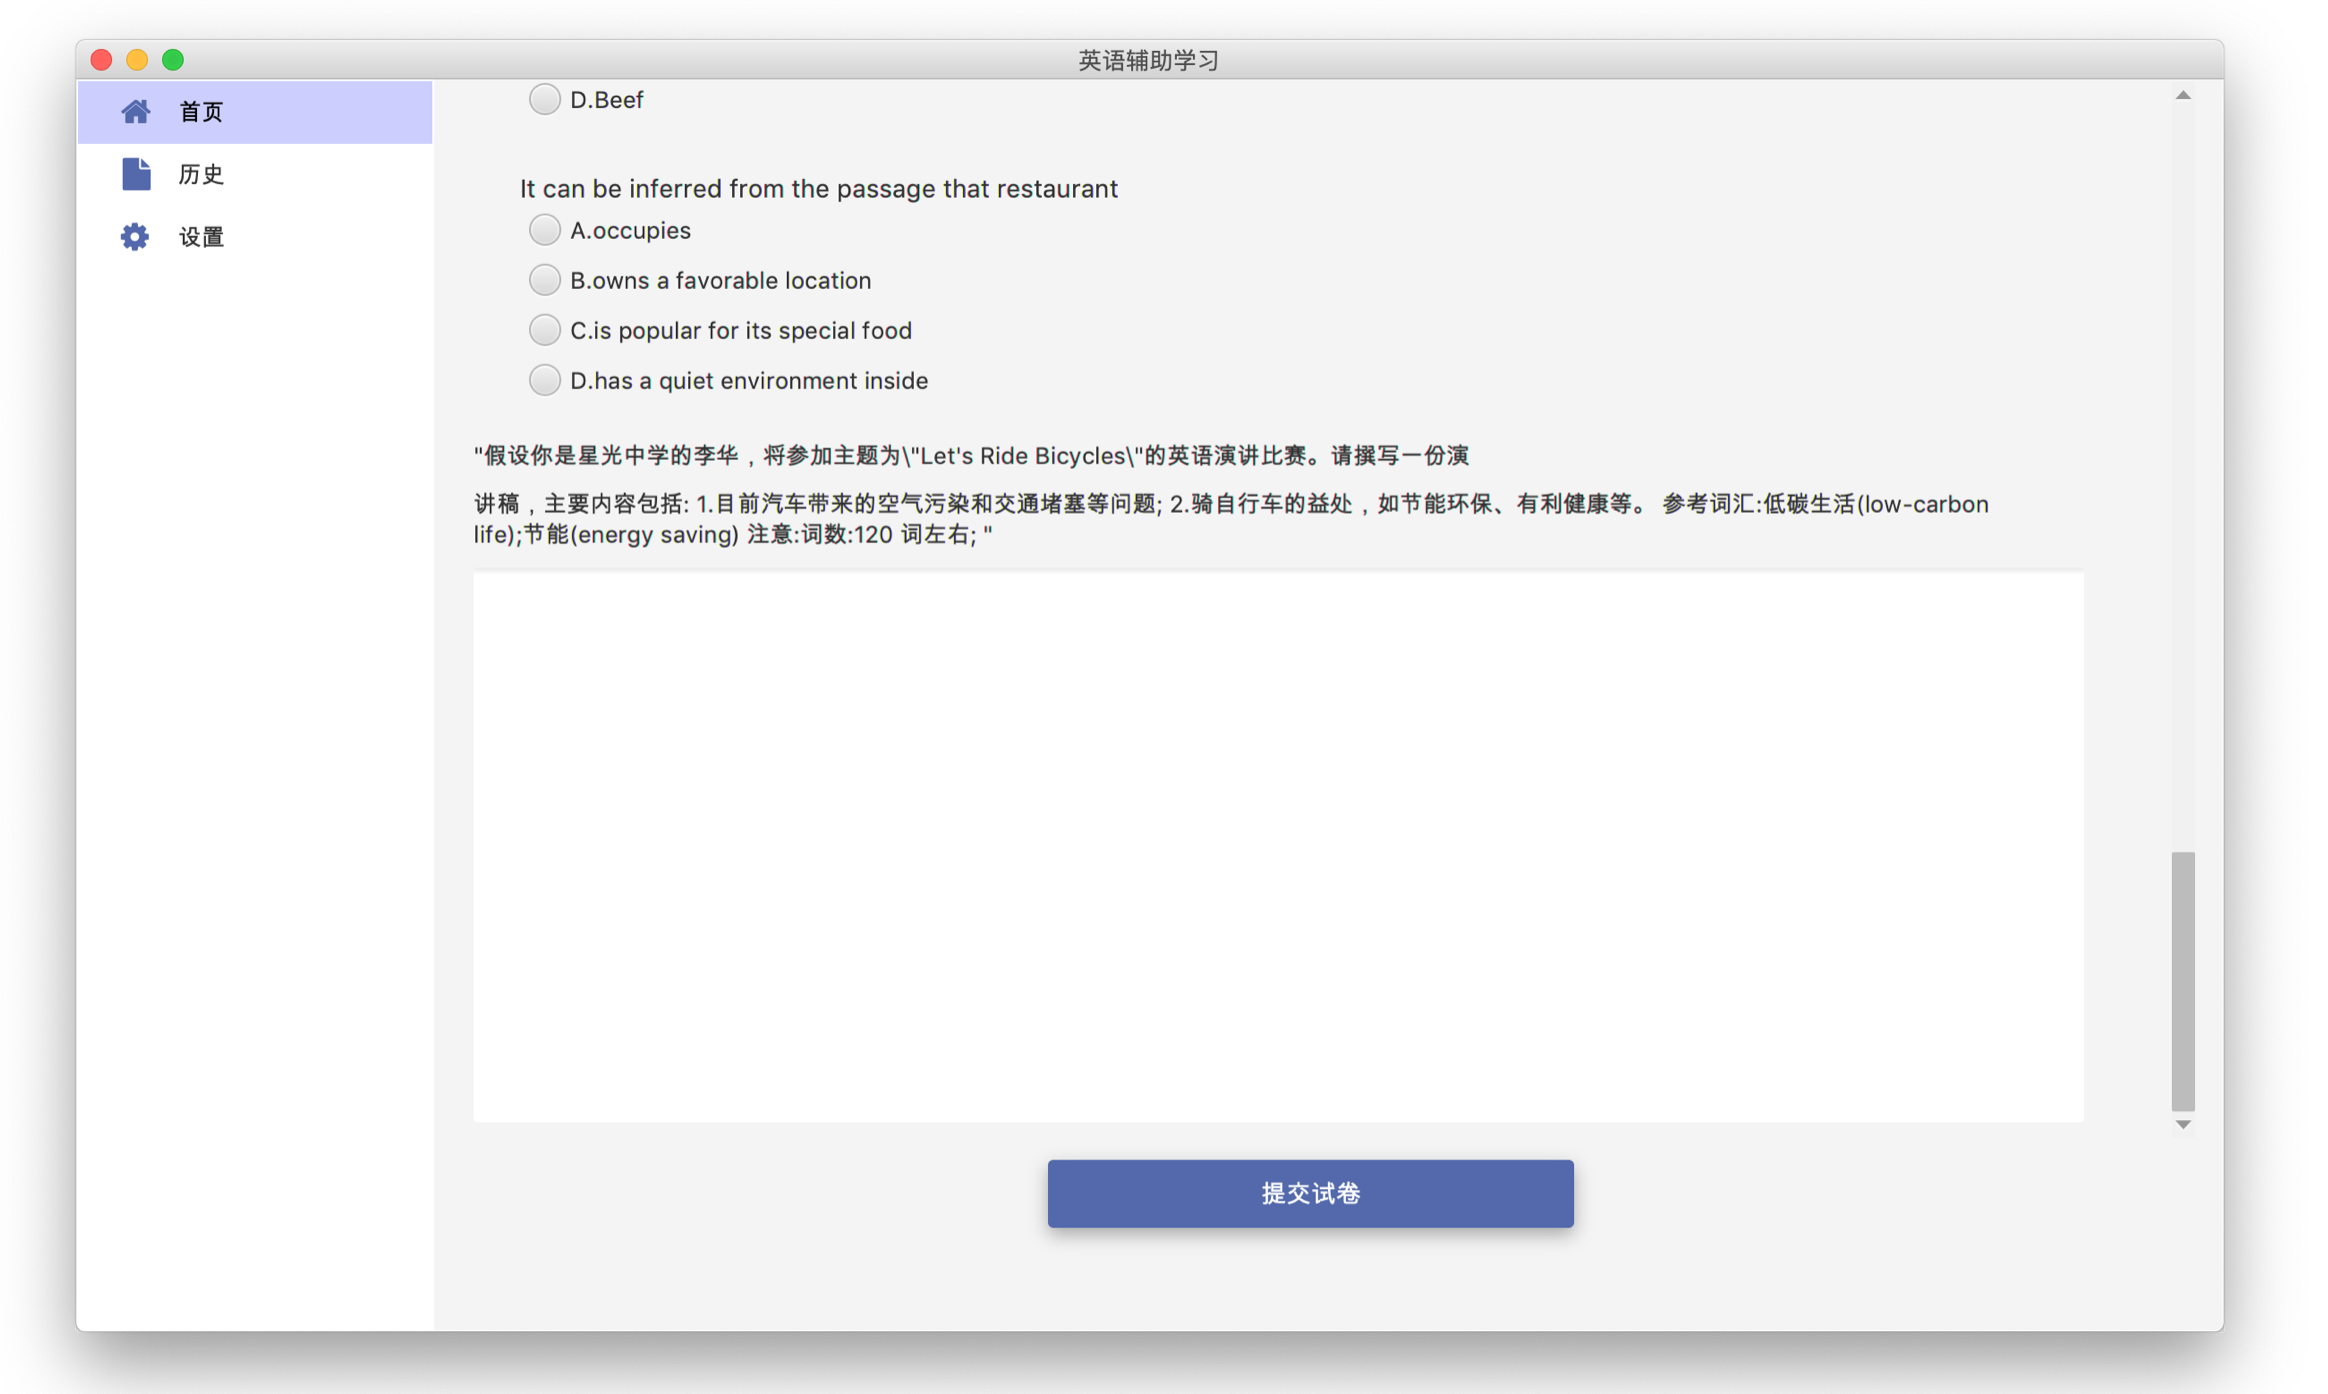 英语辅助学习
首页
历史
设置
D.Beef
It can be inferred from the passage that restaurant
A.occupies
B.owns a favorable location
C.is popular for its special food
D.has a quiet environment inside
"假设你是星光中学的李华，将参加主题为\"Let's Ride Bicycles\"的英语演讲比赛。请撰写一份演
讲稿，主要内容包括: 1.目前汽车带来的空气污染和交通堵塞等问题; 2.骑自行车的益处，如节能环保、有利健康等。 参考词汇:低碳生活(low-carbon
life);节能(energy saving) 注意:词数:120 词左右; "
提交试卷